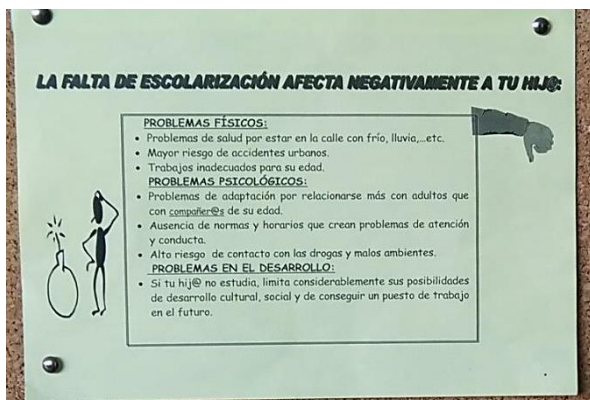 LA FALTA DE ESCOLARIZACIÓN AFECTA NEGATIVAMENTE A TU HIJ@:
PROBLEMAS FÍSICOS:
• Problemas de salud por estar en la calle con frío, lluvia,...etc.
• Mayor riesgo de accidentes urbanos.
• Trabajos inadecuados para su edad.
PROBLEMAS PSICOLÓGICOS:
• Problemas de adaptación por relacionarse más con adultos que
con compañer@s de su edad.
• Ausencia de normas y horarios que crean problemas de atención
y conducta.
• Alto riesgo de contacto con las drogas y malos ambientes.
PROBLEMAS EN EL DESARROLLO:
• Si tu hij@ no estudia, limita considerablemente sus posibilidades
de desarrollo cultural, social y de conseguir un puesto de trabajo
en el futuro.